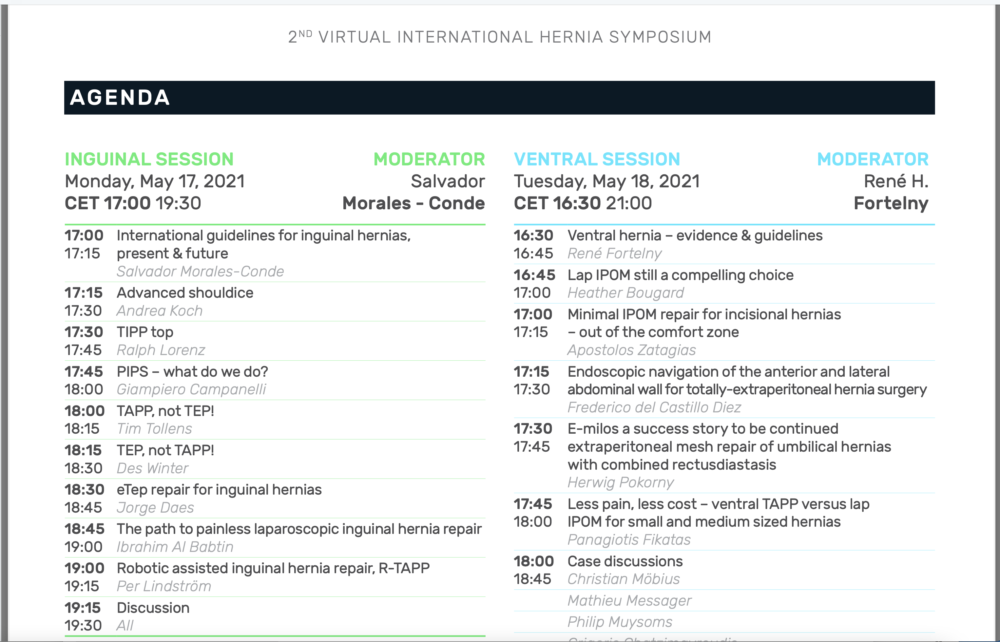 2ND VIRTUAL INTERNATIONAL HERNIA SYMPOSIUM
AGENDA
INGUINAL SESSION MODERATOR
Monday, May 17, 2021 Salvador
CET 17:00 19:30 Morales - Conde
17:00 International guidelines for inguinal hernias,
17:15 present & future
Salvador Morales-Conde
17:15 Advanced shouldice
17:30 Andrea Koch
17:30 TIPP top
17:45 Ralph Lorenz
17:45 PIPS – what do we do?
18:00 Giampiero Campanelli
18:00 TAPP, not TEP!
18:15 Tim Tollens
18:15 TEP, not TAPP!
18:30 Des Winter
18:30 eTep repair for inguinal hernias
18:45 Jorge Daes
18:45 The path to painless laparoscopic inguinal hernia repair
19:00 Ibrahim Al Babtin
19:00 Robotic assisted inguinal hernia repair, R-TAPP
19:15 Per Lindström
19:15 Discussion
19:30 All
VENTRAL SESSION MODERATOR
Tuesday, May 18, 2021 René H.
CET 16:30 21:00 Fortelny
16:30 Ventral hernia – evidence & guidelines
16:45 René Fortelny
16:45 Lap IPOM still a compelling choice
17:00 Heather Bougard
17:00 Minimal IPOM repair for incisional hernias
17:15 – out of the comfort zone
Apostolos Zatagias
17:15 Endoscopic navigation of the anterior and lateral
17:30 abdominal wall for totally-extraperitoneal hernia surgery
Frederico del Castillo Diez
17:30 E-milos a success story to be continued
17:45 extraperitoneal mesh repair of umbilical hernias
with combined rectusdiastasis
Herwig Pokorny
17:45 Less pain, less cost – ventral TAPP versus lap
18:00 IPOM for small and medium sized hernias
Panagiotis Fikatas
18:00 Case discussions
18:45 Christian Möbius
Mathieu Messager
Philip Muysoms